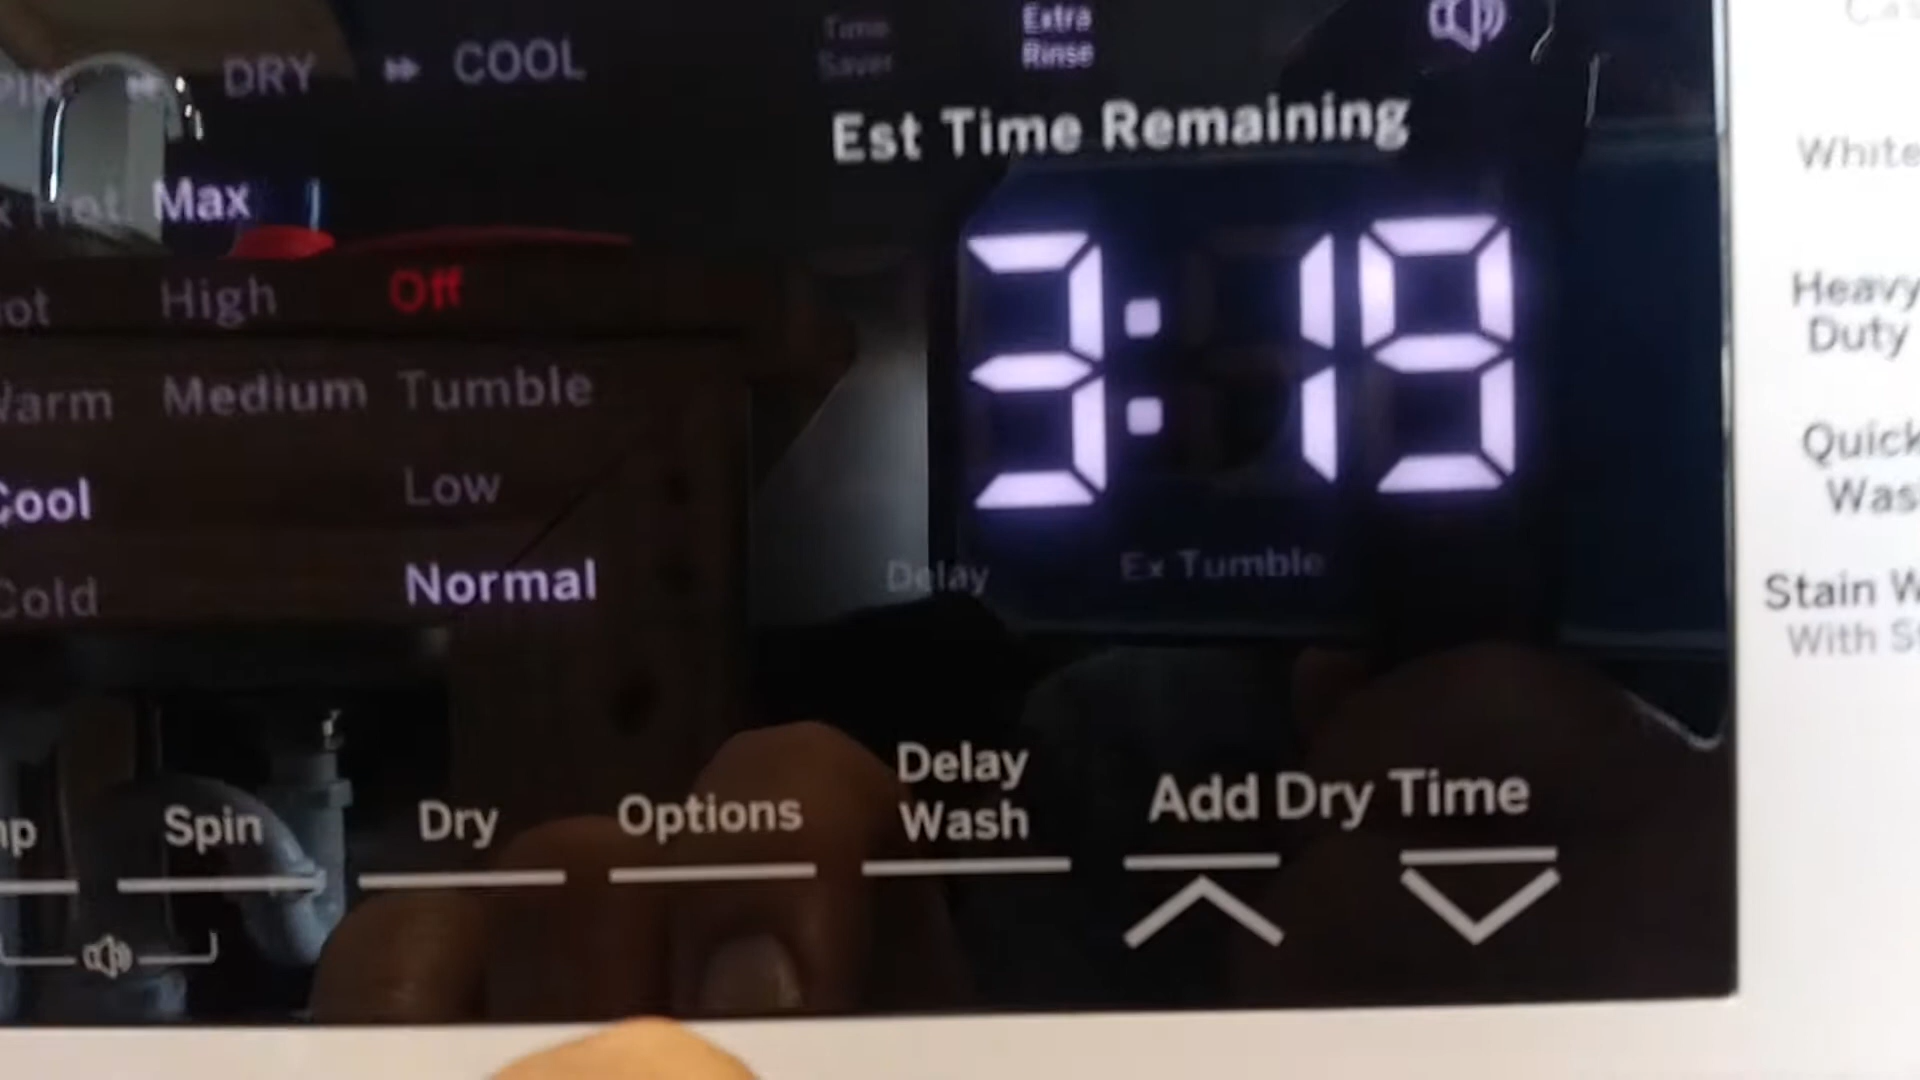 DRY COOL
Time
Saver
Extra
Rinse
Est Time Remaining
3:19
Max
High Off
Warm Medium Tumble
Cool Low
Cold Normal
Delay Ex Tumble
Spin Dry Options
Delay
Wash
Add Dry Time
White
Heavy
Duty
Quick
Was
Stain W
With S